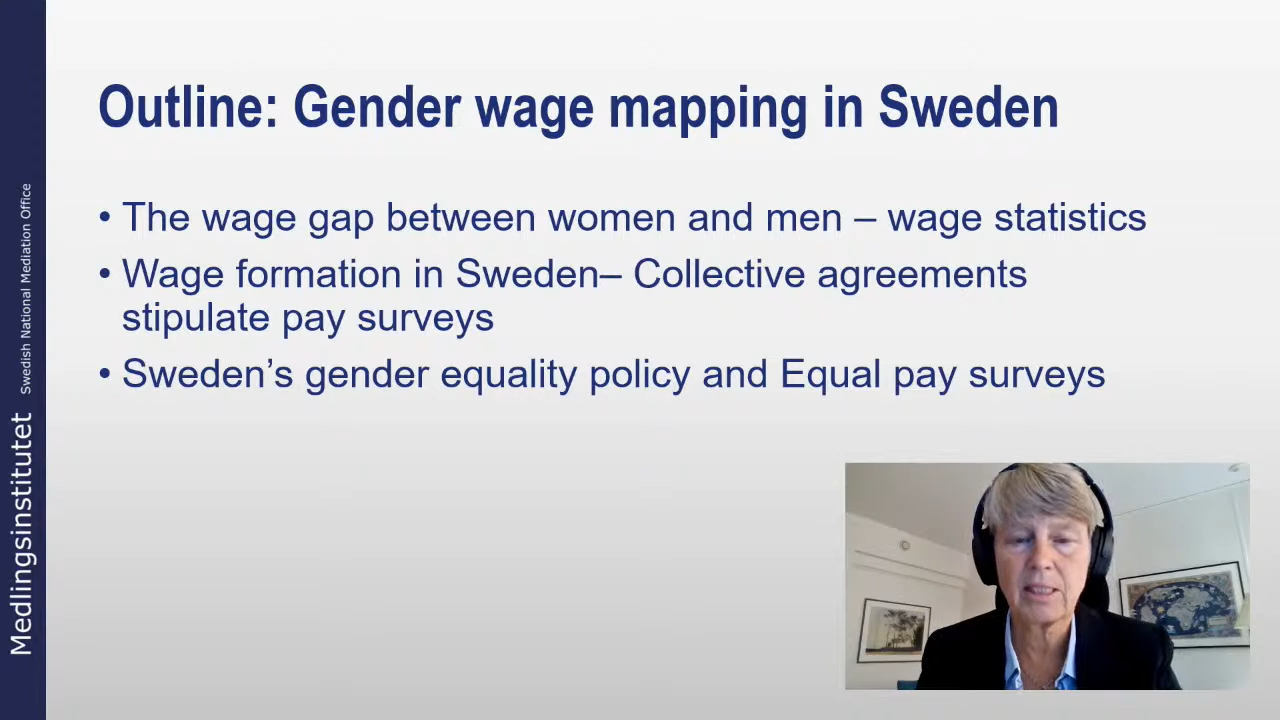 Outline: Gender wage mapping in Sweden
• The wage gap between women and men – wage statistics
• Wage formation in Sweden– Collective agreements
stipulate pay surveys
• Sweden’s gender equality policy and Equal pay surveys
Medlingsinstitutet Swedish National Mediation Office